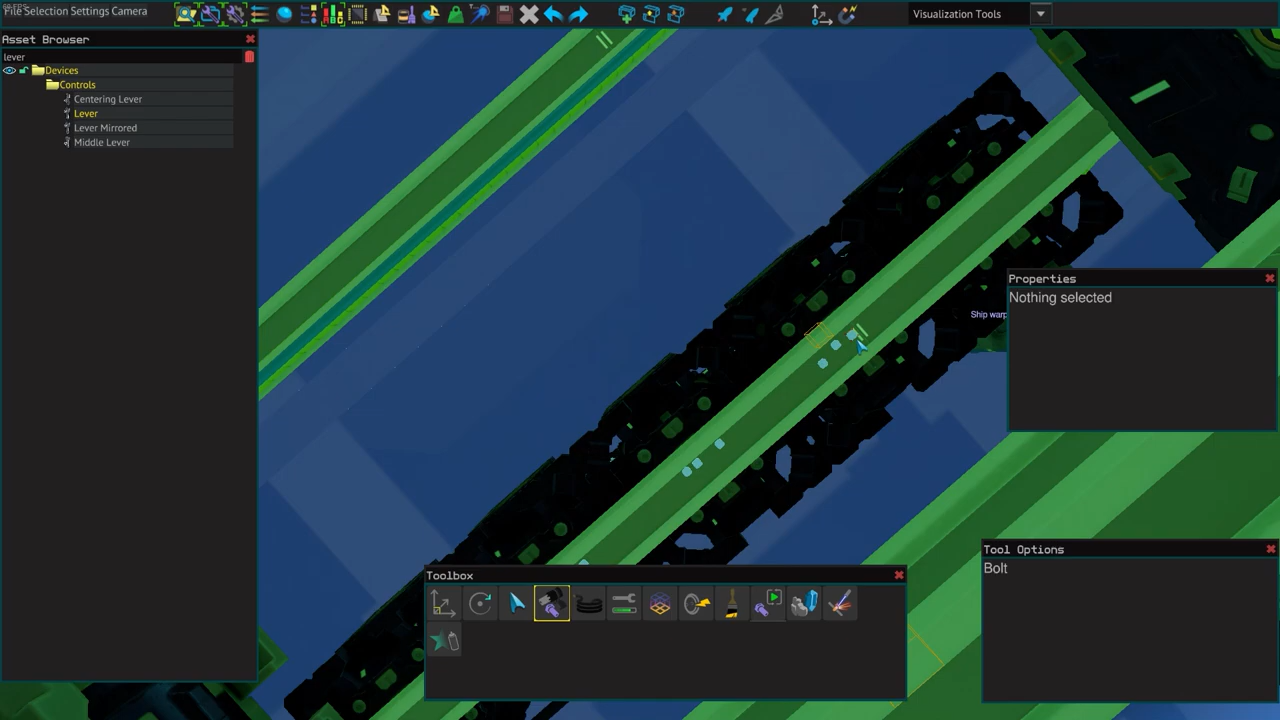 File Selection Settings Camera
Visualization Tools
Asset Browser
lever
Devices
Controls
Centering Lever
Lever
Lever Mirrored
Middle Lever
Properties
Nothing selected
Ship warp
Tool Options
Bolt
Toolbox